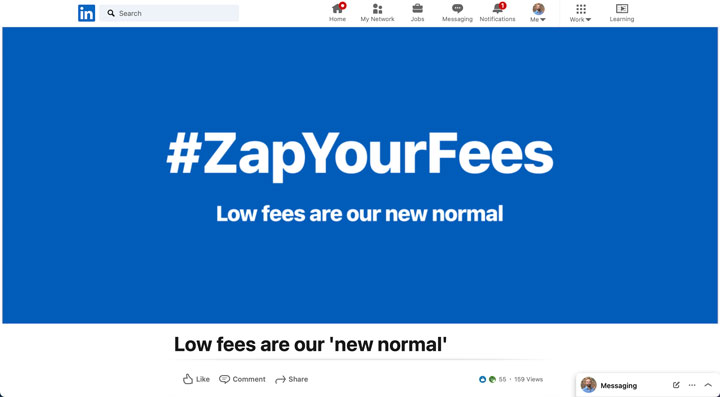 in
Search
Home
My Network
Jobs
Messaging
1
Notifications
Me
Work
Learning
#ZapYourFees
Low fees are our new normal
Low fees are our 'new normal'
Like
Comment
Share
55 · 159 Views
Messaging